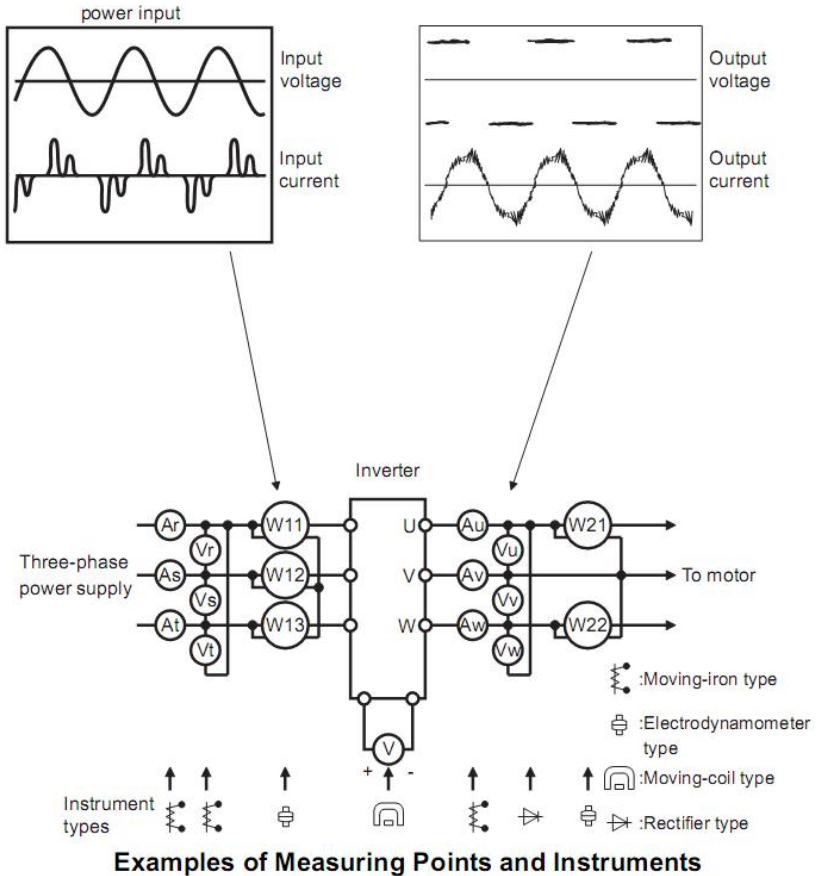 power input
Input
voltage
Input
current
Output
voltage
Output
current
Inverter
Ar
W11
U
Au
W21
Vr
Vu
Three-phase
power supply
As
W12
V
Av
To motor
Vs
Vv
At
W13
W
Aw
W22
Vt
Vw
:Moving-iron type
:Electrodynamometer
type
V
+ -
:Moving-coil type
Instrument
types
:Rectifier type
Examples of Measuring Points and Instruments